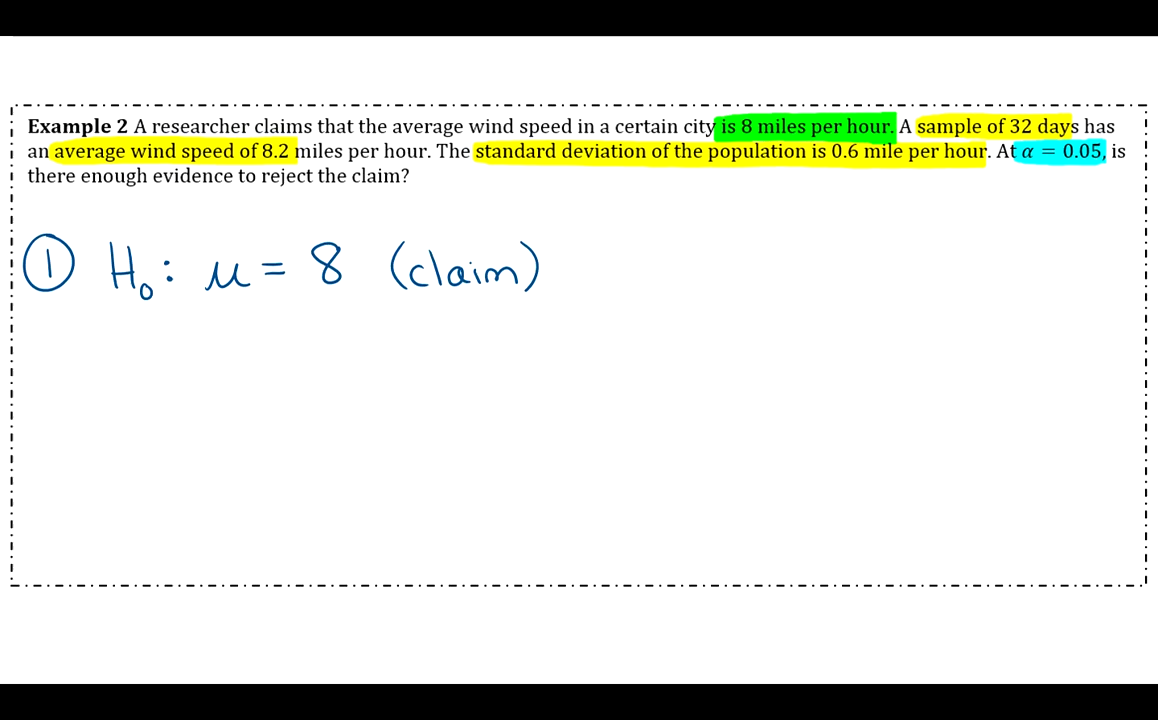 Example 2 A researcher claims that the average wind speed in a certain city is 8 miles per hour. A sample of 32 days has
an average wind speed of 8.2 miles per hour. The standard deviation of the population is 0.6 mile per hour. At α = 0.05, is
there enough evidence to reject the claim?
① H₀: μ = 8 (claim)